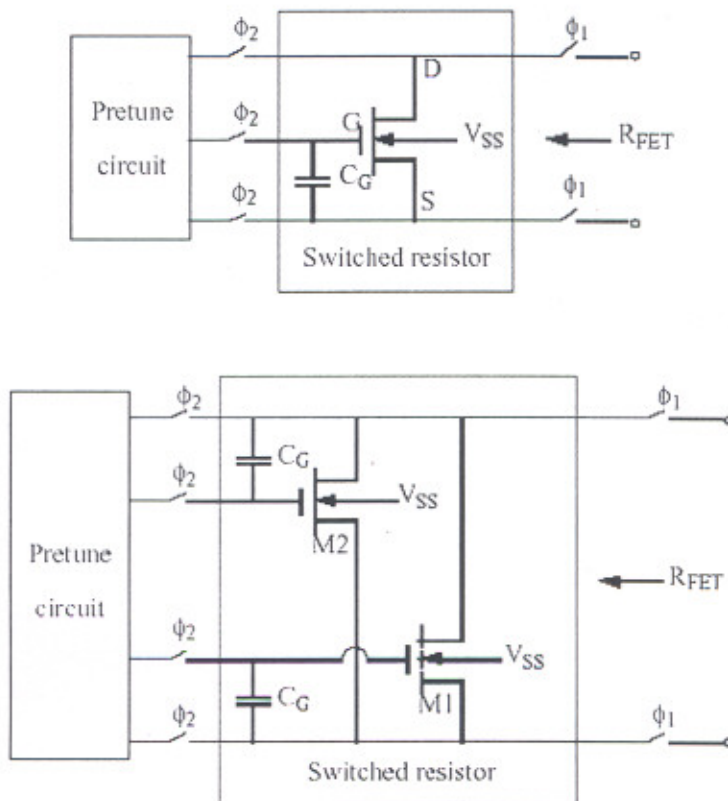 ϕ2
ϕ1
D
Pretune
circuit
ϕ2
G
VSS
RFET
CG
ϕ2
S
ϕ1
Switched resistor
ϕ2
ϕ1
CG
ϕ2
VSS
M2
Pretune
circuit
RFET
ϕ2
VSS
CG
M1
ϕ2
ϕ1
Switched resistor